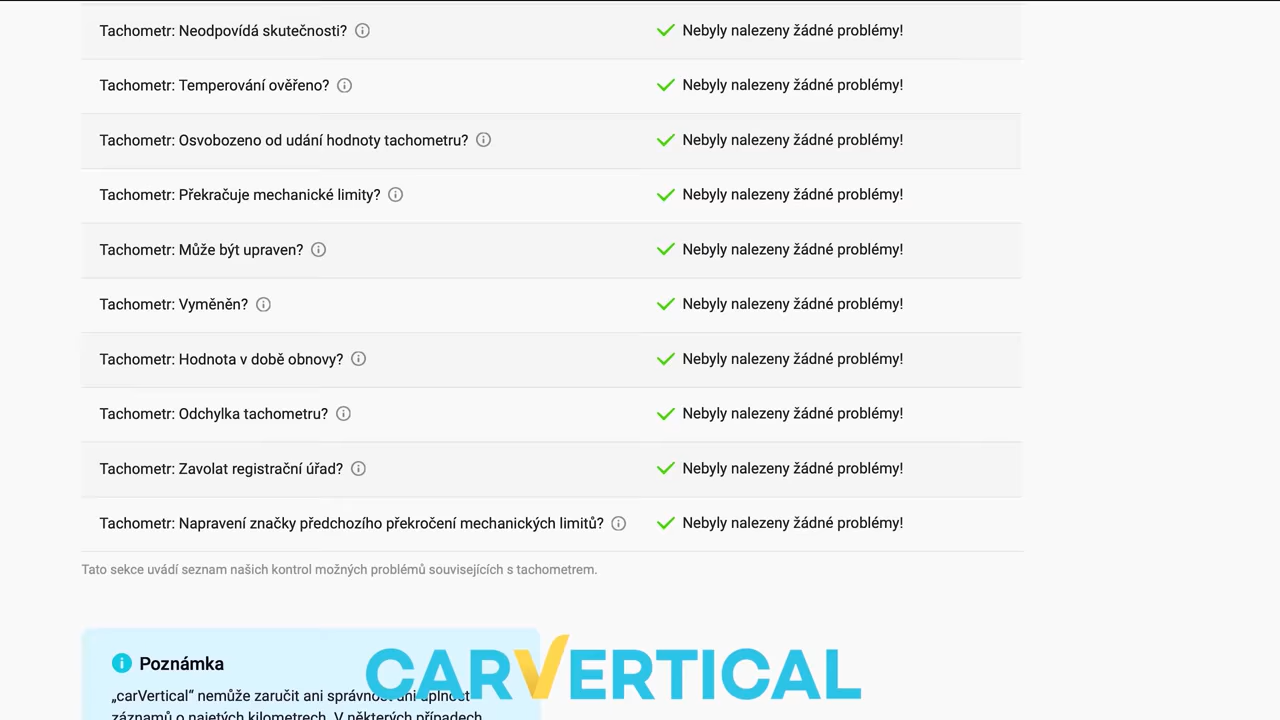 Tachometr: Neodpovídá skutečnosti? Nebyly nalezeny žádné problémy!
Tachometr: Temperování ověřeno? Nebyly nalezeny žádné problémy!
Tachometr: Osvobozeno od udání hodnoty tachometru? Nebyly nalezeny žádné problémy!
Tachometr: Překračuje mechanické limity? Nebyly nalezeny žádné problémy!
Tachometr: Může být upraven? Nebyly nalezeny žádné problémy!
Tachometr: Vyměněn? Nebyly nalezeny žádné problémy!
Tachometr: Hodnota v době obnovy? Nebyly nalezeny žádné problémy!
Tachometr: Odchylka tachometru? Nebyly nalezeny žádné problémy!
Tachometr: Zavolat registrační úřad? Nebyly nalezeny žádné problémy!
Tachometr: Napravení značky předchozího překročení mechanických limitů? Nebyly nalezeny žádné problémy!
Tato sekce uvádí seznam našich kontrol možných problémů souvisejících s tachometrem.
Poznámka
„carVertical“ nemůže zaručit ani správnost ani úplnost
záznamů o najetých kilometrech. V některých případech
CARVERTICAL